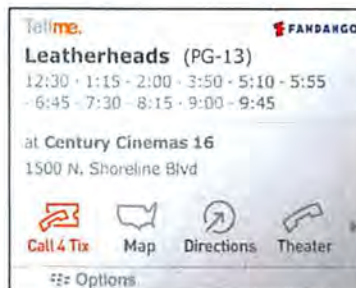 Tellme. FANDANGO
Leatherheads (PG-13)
12:30 · 1:15 · 2:00 · 3:50 · 5:10 · 5:55
· 6:45 · 7:30 · 8:15 · 9:00 · 9:45
at Century Cinemas 16
1500 N. Shoreline Blvd
Call 4 Tix Map Directions Theater
Options